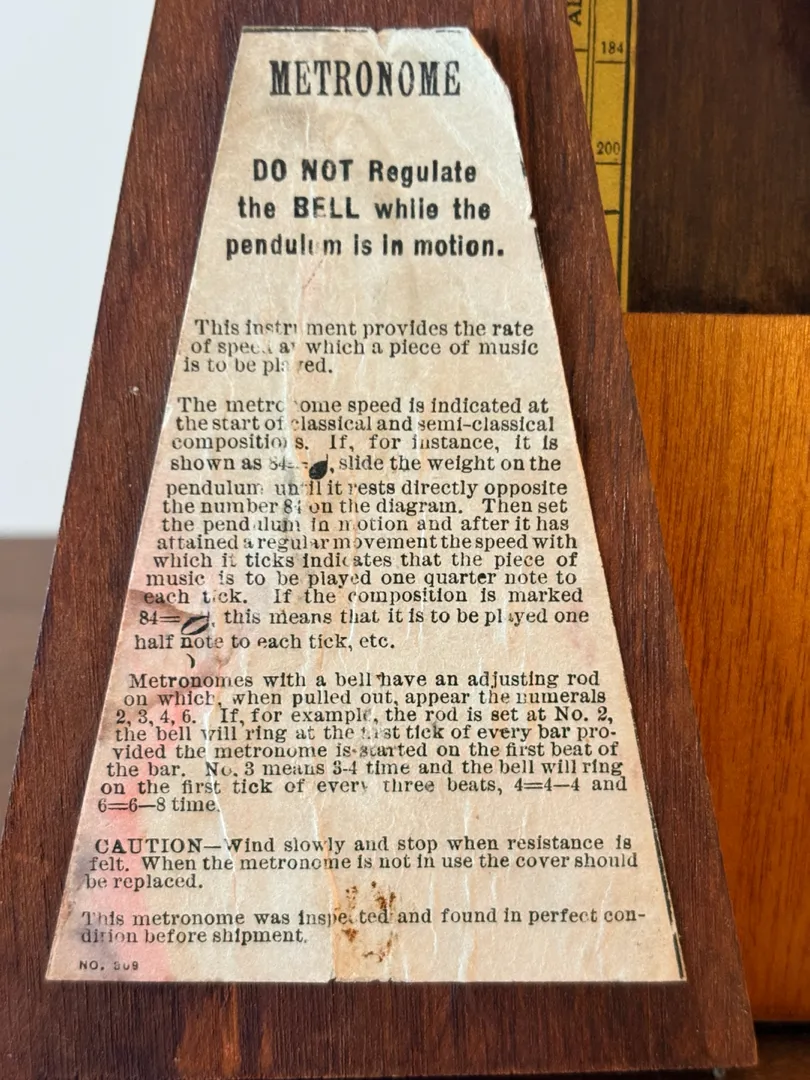 METRONOME
DO NOT Regulate
the BELL while the
pendulum is in motion.
This instrument provides the rate
of speed at which a piece of music
is to be played.
The metronome speed is indicated at
the start of classical and semi-classical
compositions. If, for instance, it is
shown as 84=, slide the weight on the
pendulum until it rests directly opposite
the number 84 on the diagram. Then set
the pendulum in motion and after it has
attained a regular movement the speed with
which it ticks indicates that the piece of
music is to be played one quarter note to
each tick. If the composition is marked
84=, this means that it is to be played one
half note to each tick, etc.
Metronomes with a bell have an adjusting rod
on which, when pulled out, appear the numerals
2, 3, 4, 6. If, for example, the rod is set at No. 2,
the bell will ring at the first tick of every bar pro-
vided the metronome is started on the first beat of
the bar. No. 3 means 3-4 time and the bell will ring
on the first tick of every three beats, 4=4—4 and
6=6—8 time.
CAUTION—Wind slowly and stop when resistance is
felt. When the metronome is not in use the cover should
be replaced.
This metronome was inspected and found in perfect con-
dition before shipment.
NO.
184
200